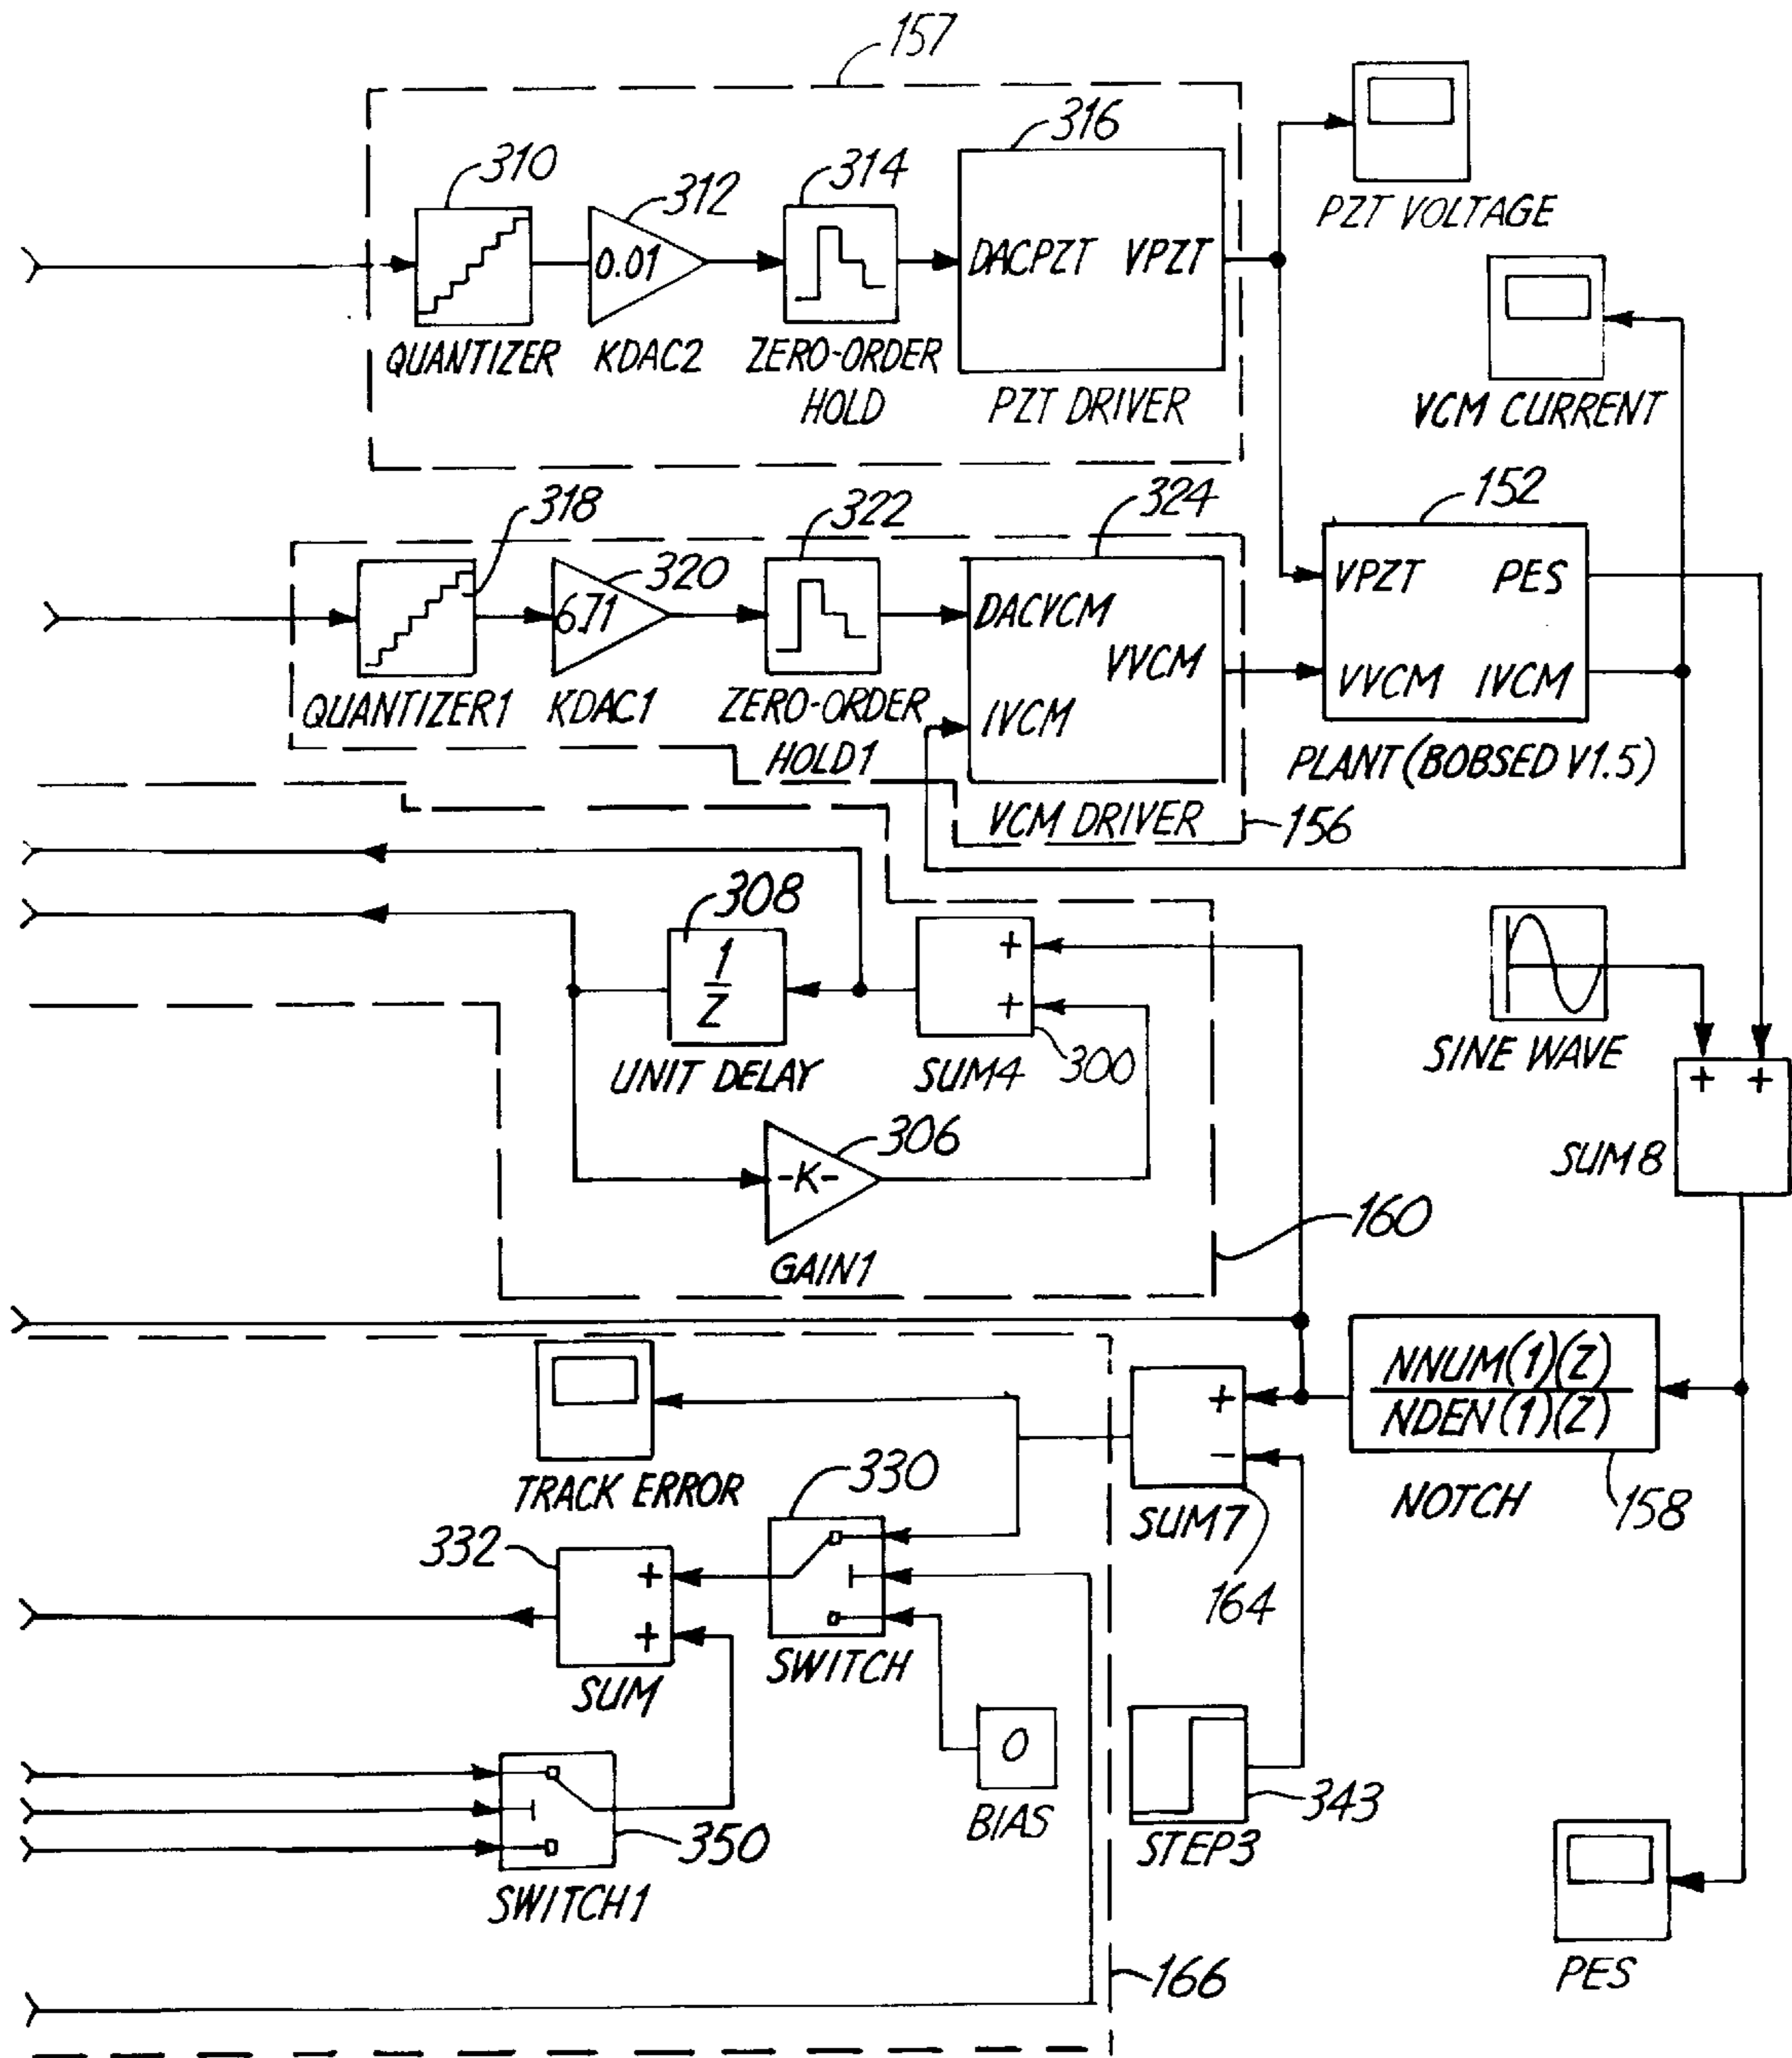 157
310
312
314
316
0.01
DACPZT VPZT
QUANTIZER
KDAC2
ZERO-ORDER
HOLD
PZT DRIVER
PZT VOLTAGE
VCM CURRENT
318
320
322
324
152
6.71
DACVCM
VVCM
IVCM
VPZT PES
VVCM IVCM
QUANTIZER1
KDAC1
ZERO-ORDER
HOLD1
VCM DRIVER
156
PLANT (BOBSED V1.5)
308
1
Z
UNIT DELAY
+
+
SUM4
300
SINE WAVE
+ +
SUM8
306
-K-
GAIN1
160
NNUM(1)(Z)
NDEN(1)(Z)
NOTCH
158
+
−
SUM7
164
TRACK ERROR
330
SWITCH
332
+
+
SUM
0
BIAS
343
STEP3
350
SWITCH1
166
PES